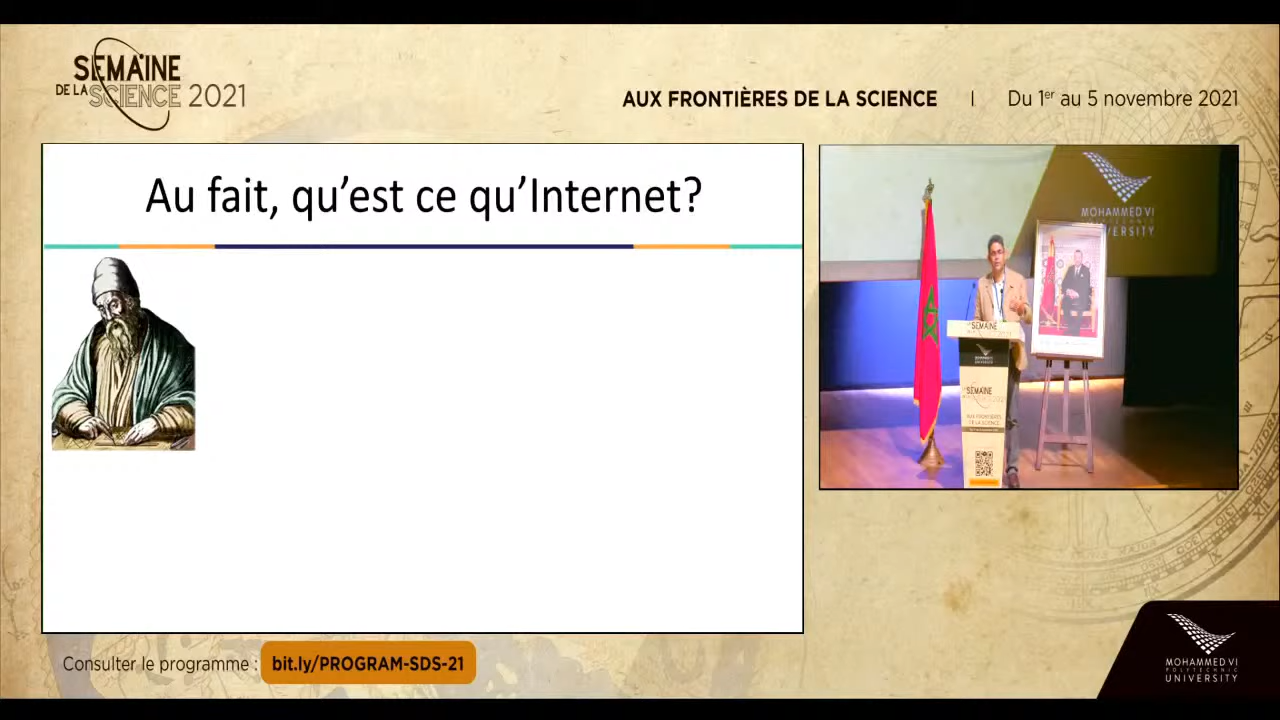 SEMAINE
DE LA SCIENCE 2021
AUX FRONTIÈRES DE LA SCIENCE | Du 1er au 5 novembre 2021
Au fait, qu’est ce qu’Internet?
MOHAMMED VI
POLYTECHNIC
UNIVERSITY
SEMAINE
SEMAINE
AUX FRONTIÈRES
DE LA SCIENCE
Consulter le programme : bit.ly/PROGRAM-SDS-21
MOHAMMED VI
POLYTECHNIC
UNIVERSITY